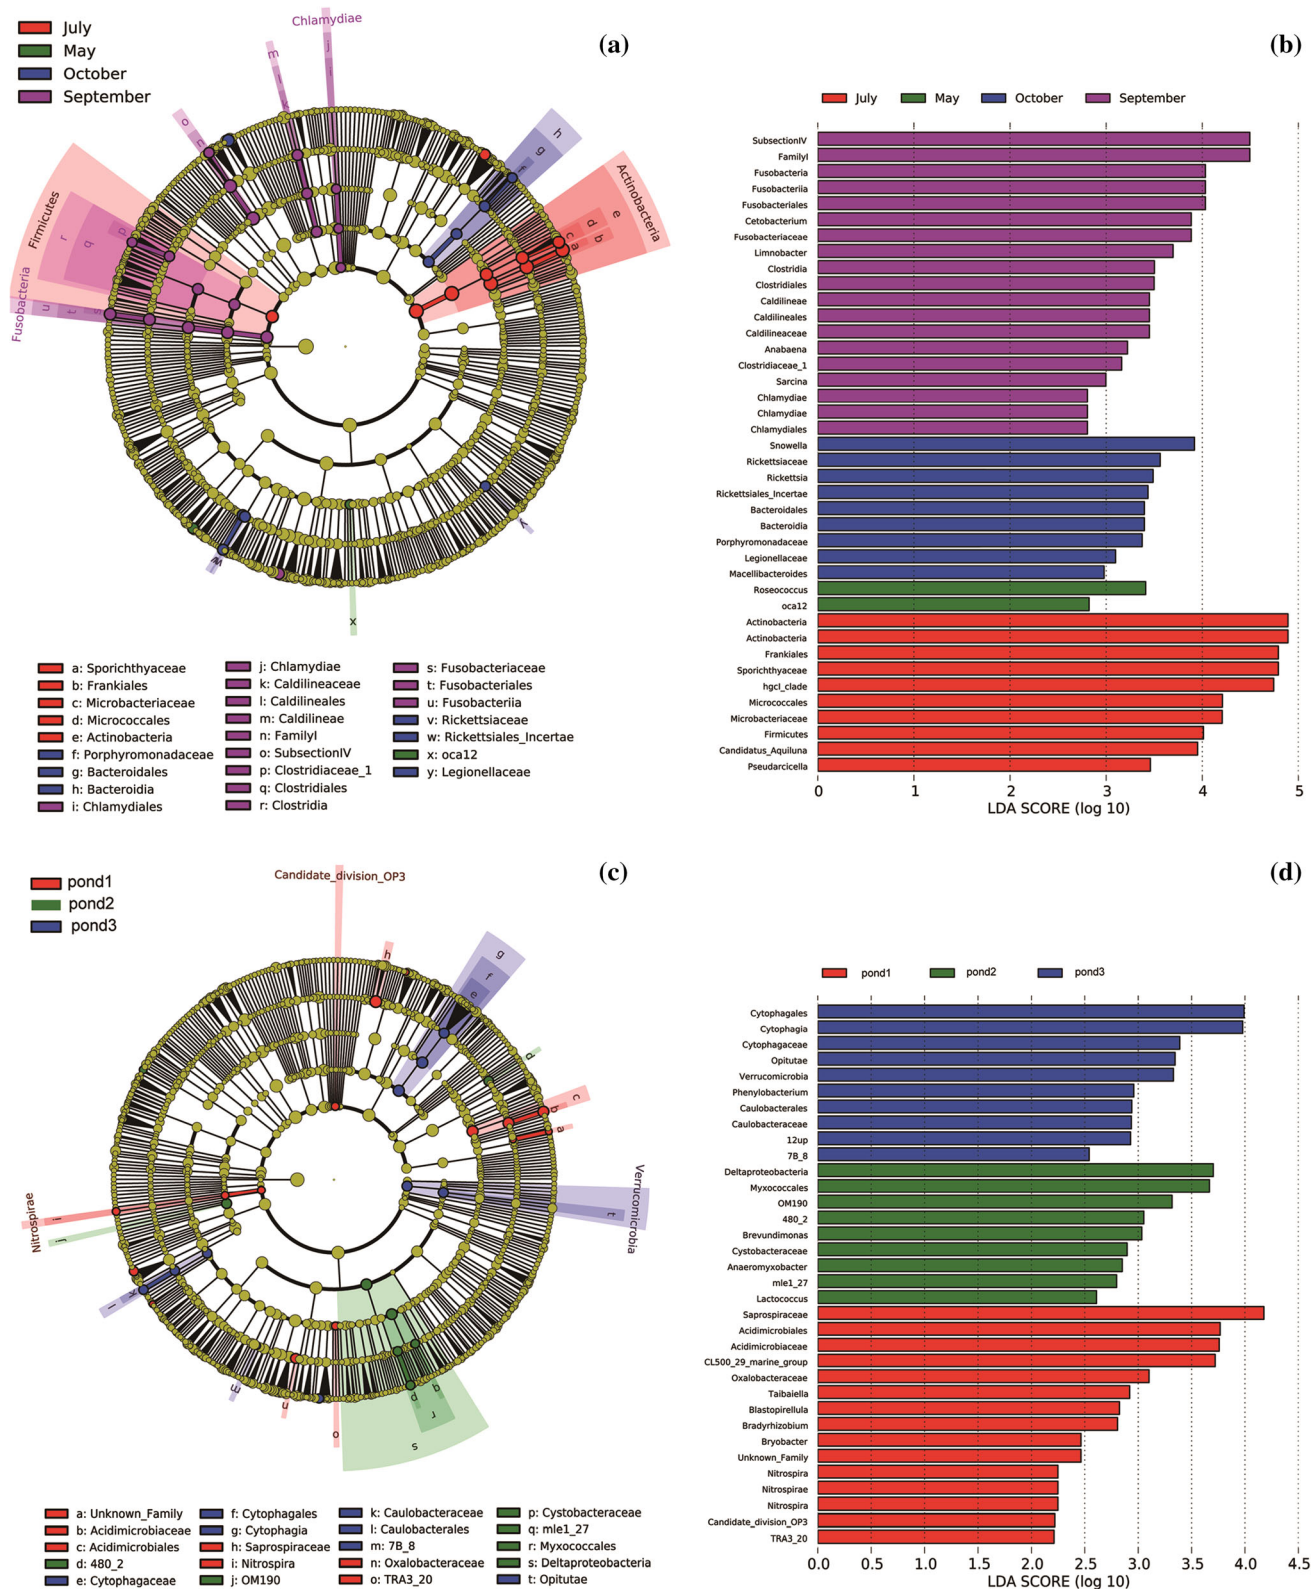 July
May
October
September
(a)
Chlamydiae
j
i
m
l
k
o
c
h
g
f
Actinobacteria
e
d
b
c
a
Firmicutes
r
q
p
Fusobacteria
u
t
s
w
y
x
a: Sporichthyaceae
b: Frankiales
c: Microbacteriaceae
d: Micrococcales
e: Actinobacteria
f: Porphyromonadaceae
g: Bacteroidales
h: Bacteroidia
i: Chlamydiales
j: Chlamydiae
k: Caldilineaceae
l: Caldilineales
m: Caldilineae
n: FamilyI
o: SubsectionIV
p: Clostridiaceae_1
q: Clostridiales
r: Clostridia
s: Fusobacteriaceae
t: Fusobacteriales
u: Fusobacteriia
v: Rickettsiaceae
w: Rickettsiales_Incertae
x: oca12
y: Legionellaceae
(b)
July May October September
SubsectionIV
FamilyI
Fusobacteria
Fusobacteriia
Fusobacteriales
Cetobacterium
Fusobacteriaceae
Limnobacter
Clostridia
Clostridiales
Caldilineae
Caldilineales
Caldilineaceae
Anabaena
Clostridiaceae_1
Sarcina
Chlamydiae
Chlamydiae
Chlamydiales
Snowella
Rickettsiaceae
Rickettsia
Rickettsiales_Incertae
Bacteroidales
Bacteroidia
Porphyromonadaceae
Legionellaceae
Macellibacteroides
Roseococcus
oca12
Actinobacteria
Actinobacteria
Frankiales
Sporichthyaceae
hgcI_clade
Micrococcales
Microbacteriaceae
Firmicutes
Candidatus_Aquiluna
Pseudarcicella
0 1 2 3 4 5
LDA SCORE (log 10)
pond1
pond2
pond3
(c)
Candidate_division_OP3
h
g
f
e
d
c
b
a
Verrucomicrobia
t
Nitrospirae
i
j
k
l
m
n
o
p
q
r
s
a: Unknown_Family
b: Acidimicrobiaceae
c: Acidimicrobiales
d: 480_2
e: Cytophagaceae
f: Cytophagales
g: Cytophagia
h: Saprospiraceae
i: Nitrospira
j: OM190
k: Caulobacteraceae
l: Caulobacterales
m: 7B_8
n: Oxalobacteraceae
o: TRA3_20
p: Cystobacteraceae
q: mle1_27
r: Myxococcales
s: Deltaproteobacteria
t: Opitutae
(d)
pond1 pond2 pond3
Cytophagales
Cytophagia
Cytophagaceae
Opitutae
Verrucomicrobia
Phenylobacterium
Caulobacterales
Caulobacteraceae
12up
7B_8
Deltaproteobacteria
Myxococcales
OM190
480_2
Brevundimonas
Cystobacteraceae
Anaeromyxobacter
mle1_27
Lactococcus
Saprospiraceae
Acidimicrobiales
Acidimicrobiaceae
CL500_29_marine_group
Oxalobacteraceae
Taibaiella
Blastopirellula
Bradyrhizobium
Bryobacter
Unknown_Family
Nitrospira
Nitrospirae
Nitrospira
Candidate_division_OP3
TRA3_20
0.0 0.5 1.0 1.5 2.0 2.5 3.0 3.5 4.0 4.5
LDA SCORE (log 10)